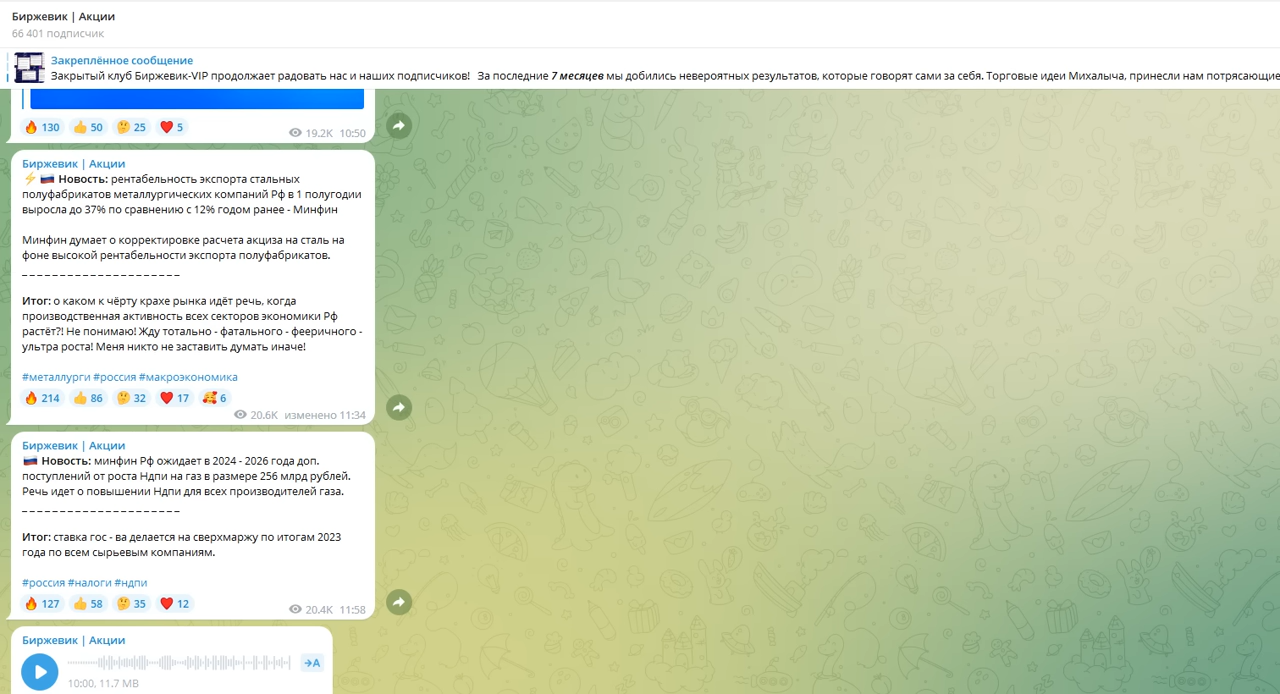 Биржевик | Акции
66 401 подписчик
Закреплённое сообщение
Закрытый клуб Биржевик-VIP продолжает радовать нас и наших подписчиков! За последние 7 месяцев мы добились невероятных результатов, которые говорят сами за себя. Торговые идеи Михалыча, принесли нам потрясающие
🔥 130 👍 50 🤔 25 ❤️ 5 19.2K 10:50
Биржевик | Акции
⚡🇷🇺 Новость: рентабельность экспорта стальных
полуфабрикатов металлургических компаний Рф в 1 полугодии
выросла до 37% по сравнению с 12% годом ранее - Минфин
Минфин думает о корректировке расчета акциза на сталь на
фоне высокой рентабельности экспорта полуфабрикатов.
_ _ _ _ _ _ _ _ _ _ _ _ _ _ _ _ _ _ _ _ _
Итог: о каком к чёрту крахе рынка идёт речь, когда
производственная активность всех секторов экономики Рф
растёт?! Не понимаю! Жду тотально - фатального - фееричного -
ультра роста! Меня никто не заставить думать иначе!
#металлурги #россия #макроэкономика
🔥 214 👍 86 🤔 32 ❤️ 17 🥰 6
20.6K изменено 11:34
Биржевик | Акции
🇷🇺 Новость: минфин Рф ожидает в 2024 - 2026 года доп.
поступлений от роста Ндпи на газ в размере 256 млрд рублей.
Речь идет о повышении Ндпи для всех производителей газа.
_ _ _ _ _ _ _ _ _ _ _ _ _ _ _ _ _ _ _ _ _
Итог: ставка гос - ва делается на сверхмаржу по итогам 2023
года по всем сырьевым компаниям.
#россия #налоги #ндпи
🔥 127 👍 58 🤔 35 ❤️ 12 20.4K 11:58
Биржевик | Акции
→A
10:00, 11.7 MB